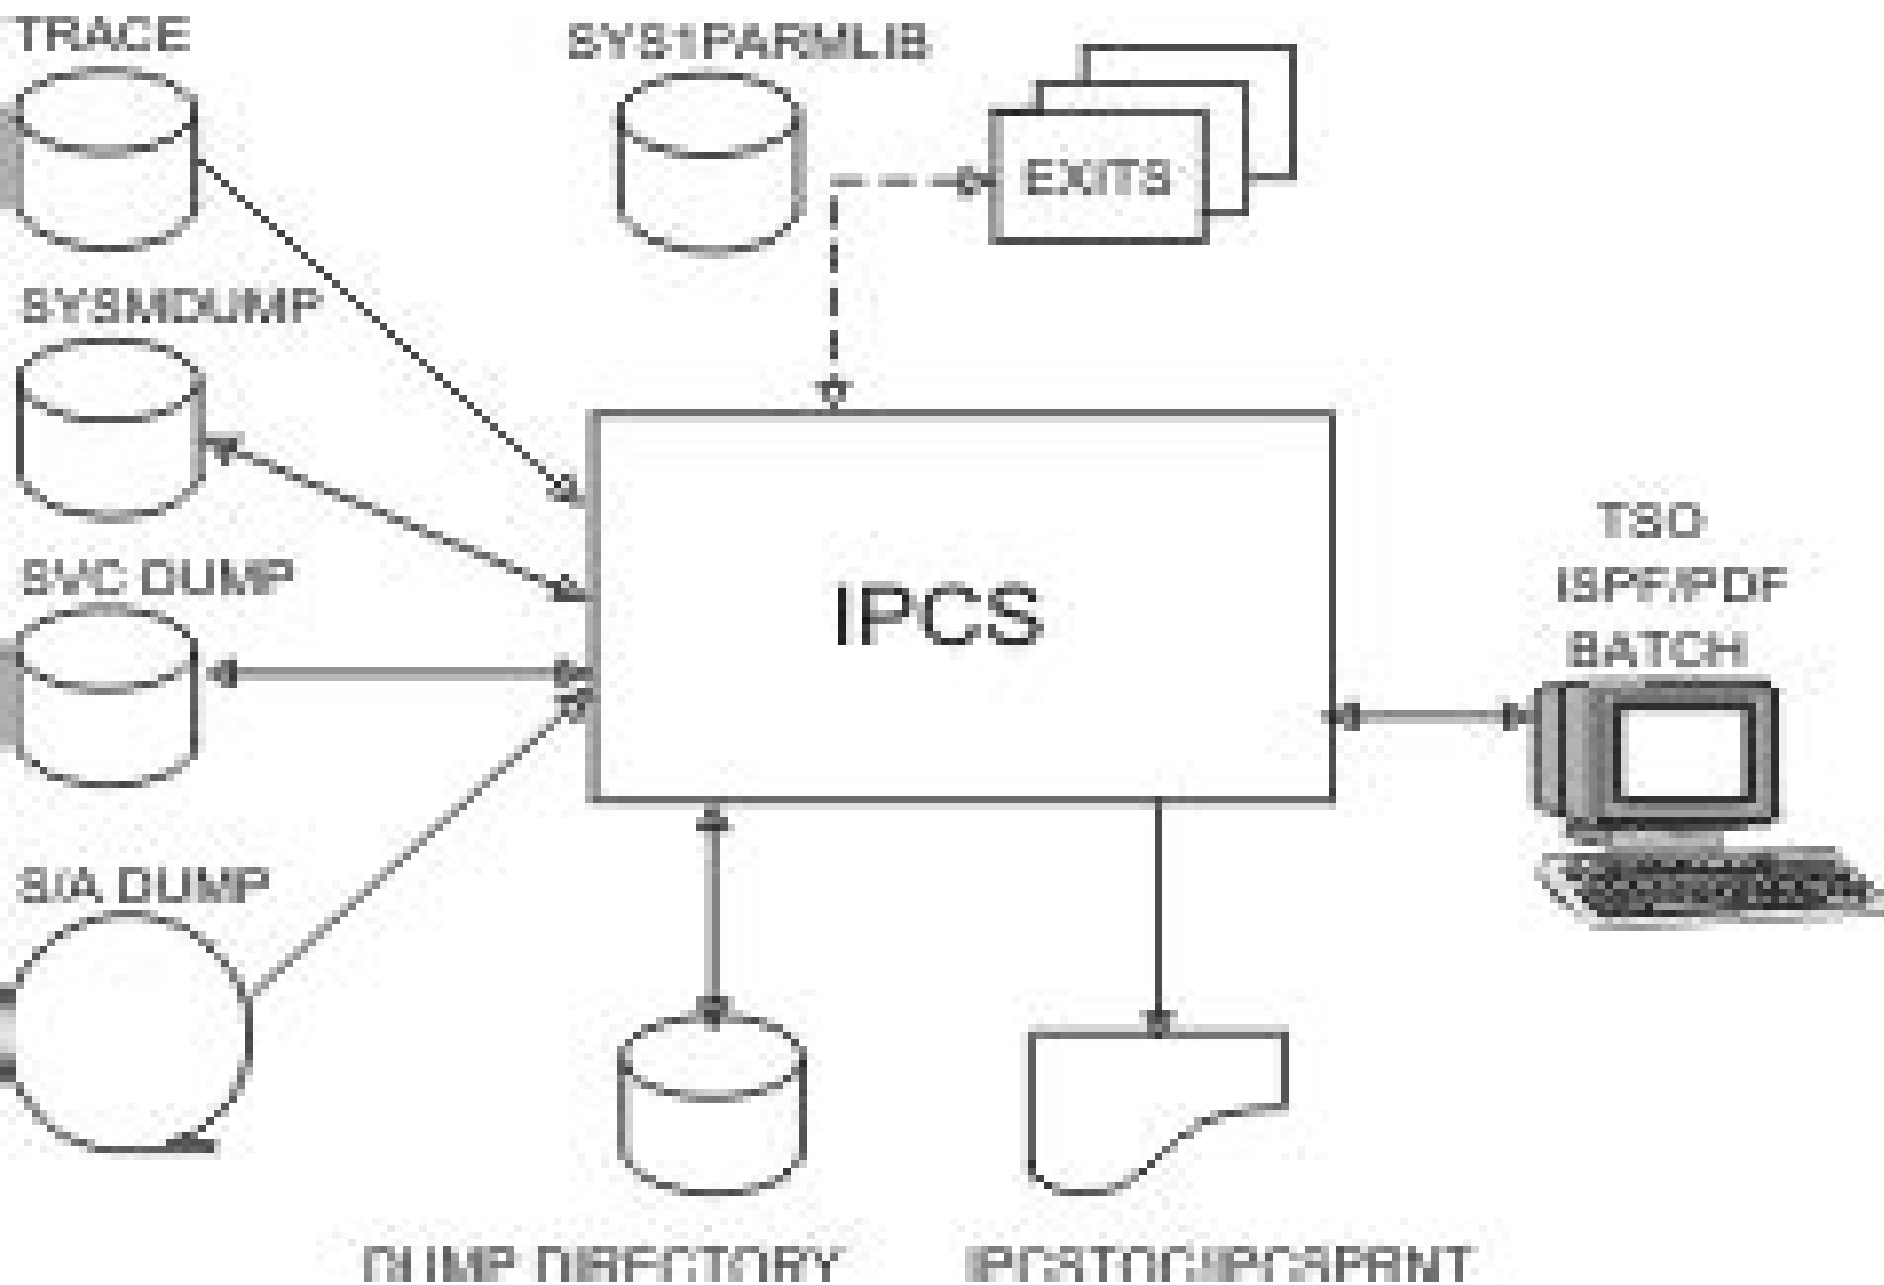 TRACE
SYS1PARMLIB
EXITS
SYSMDUMP
SVC DUMP
IPCS
TSO
ISPF/PDF
BATCH
S/A DUMP
DUMP DIRECTORY
IPCSTOC/IPCSPRNT